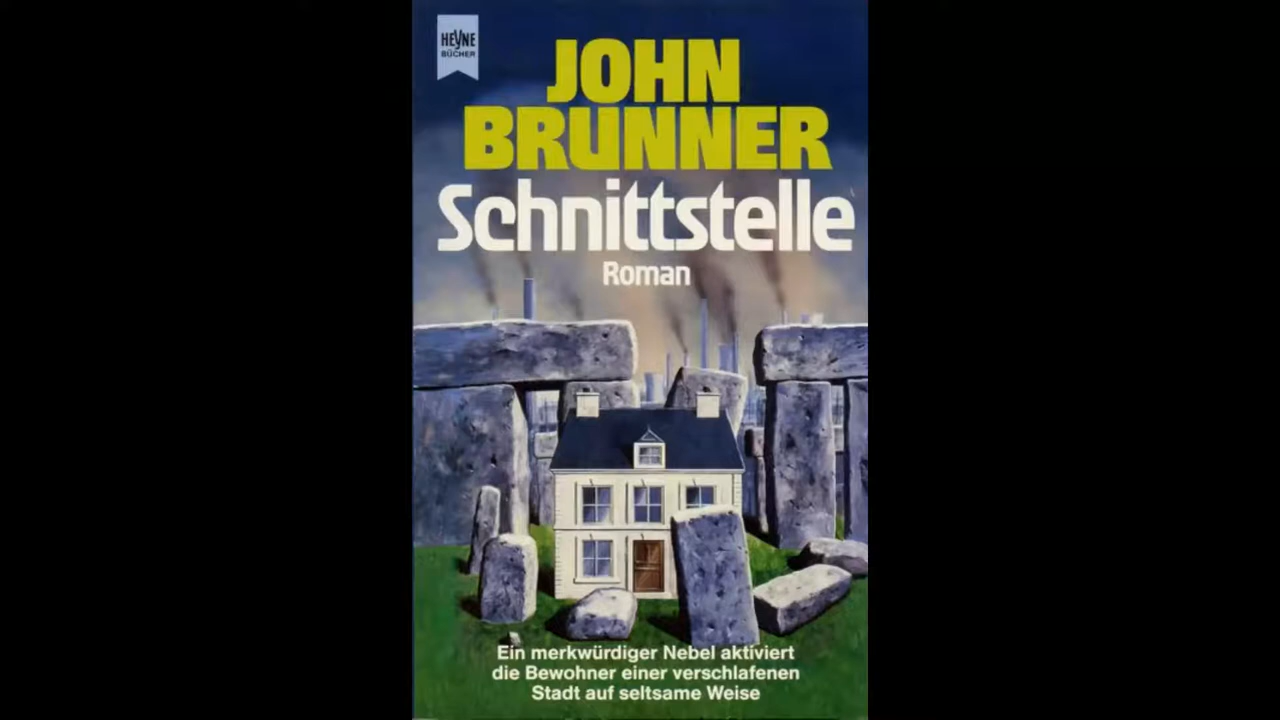 HEYNE
BÜCHER
JOHN
BRUNNER
Schnittstelle
Roman
Ein merkwürdiger Nebel aktiviert
die Bewohner einer verschlafenen
Stadt auf seltsame Weise